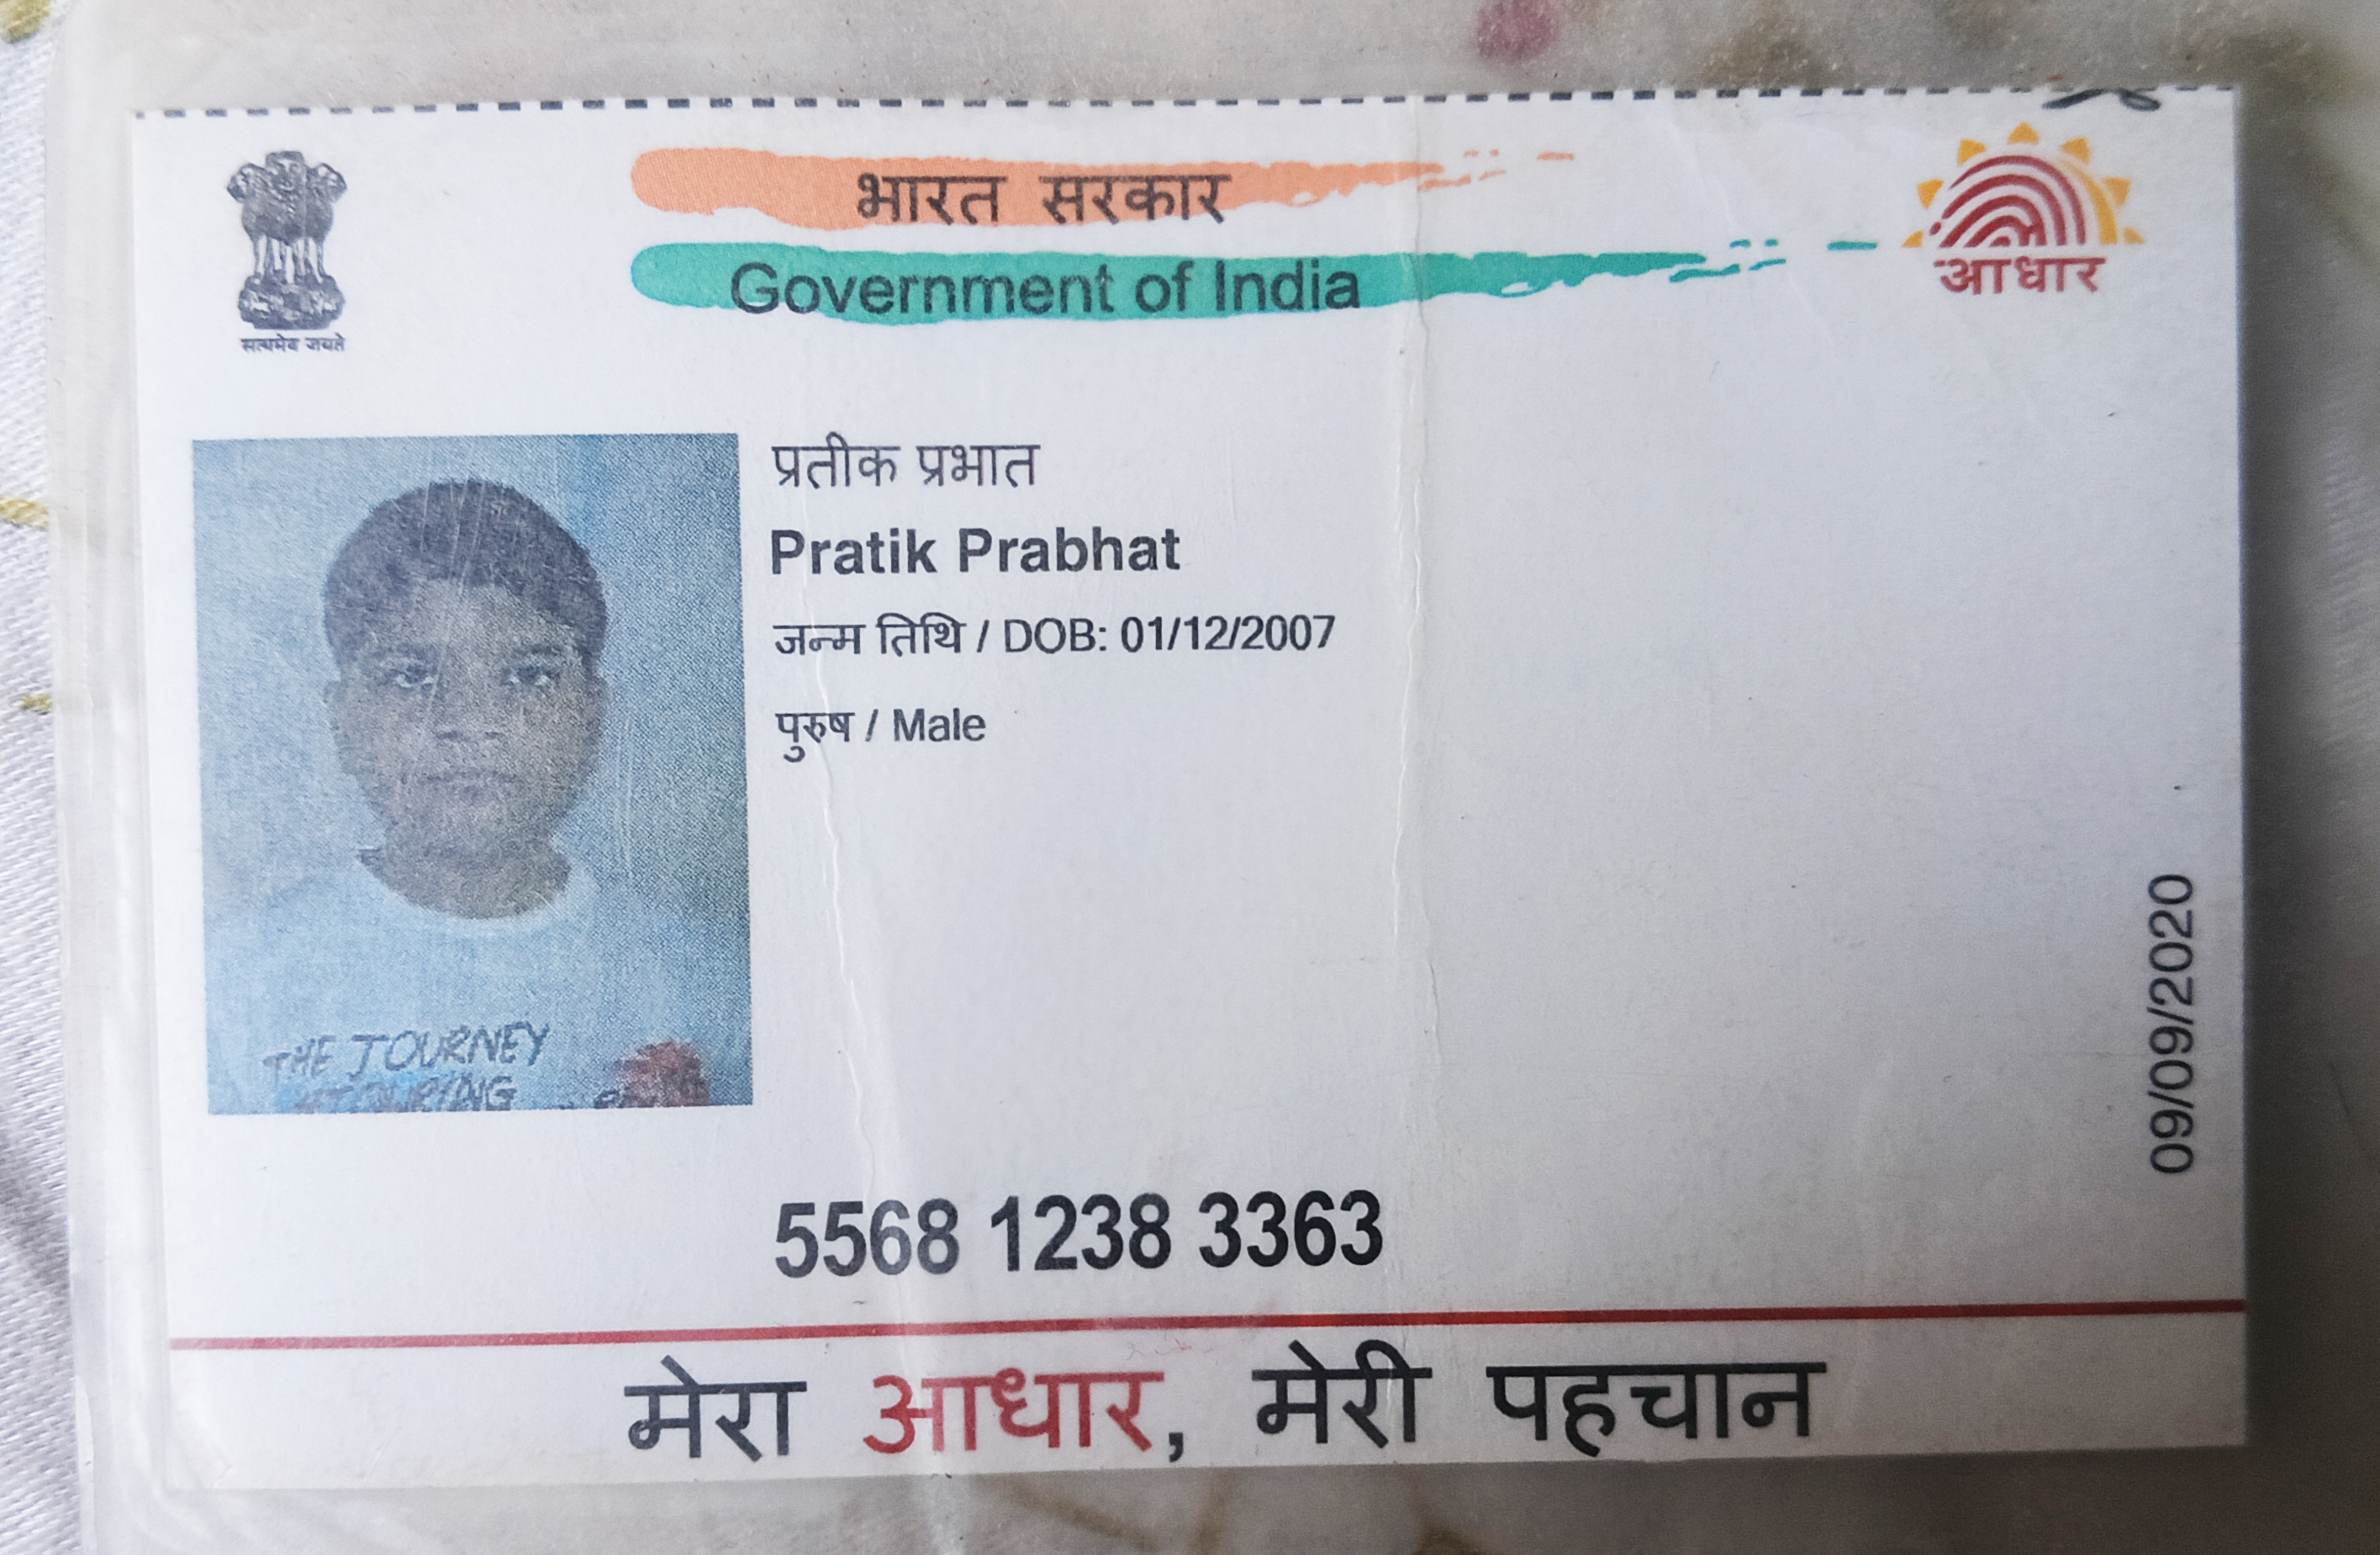 भारत सरकार
Government of India
सत्यमेव जयते
आधार
प्रतीक प्रभात
Pratik Prabhat
जन्म तिथि / DOB: 01/12/2007
पुरुष / Male
THE JOURNEY
09/09/2020
5568 1238 3363
मेरा आधार, मेरी पहचान